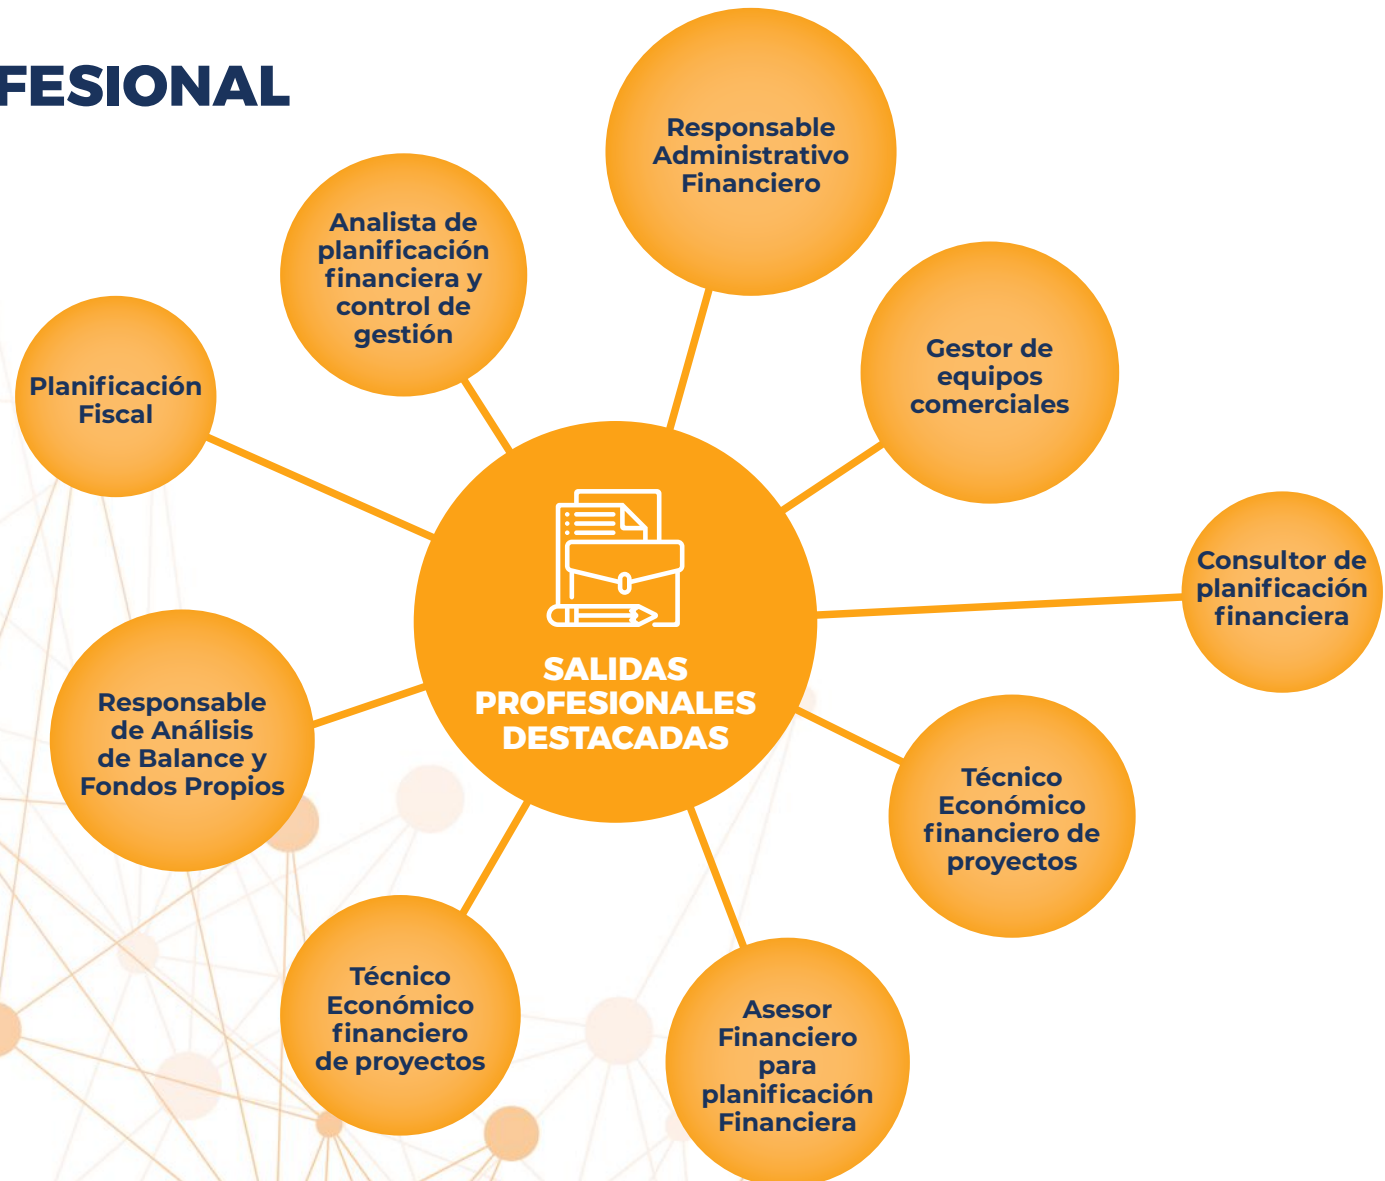 FESIONAL
Responsable
Administrativo
Financiero
Analista de
planificación
financiera y
control de
gestión
Gestor de
equipos
comerciales
Planificación
Fiscal
Consultor de
planificación
financiera
SALIDAS
PROFESIONALES
DESTACADAS
Responsable
de Análisis
de Balance y
Fondos Propios
Técnico
Económico
financiero de
proyectos
Técnico
Económico
financiero
de proyectos
Asesor
Financiero
para
planificación
Financiera